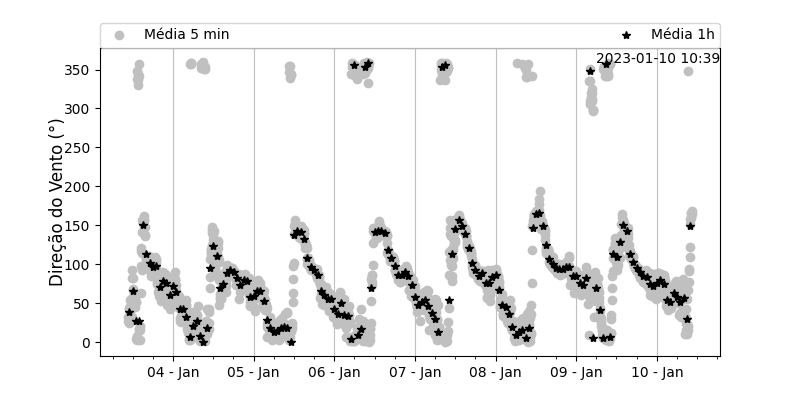 Média 5 min
Média 1h
2023-01-10 10:39
Direção do Vento (°)
350
300
250
200
150
100
50
0
04 - Jan
05 - Jan
06 - Jan
07 - Jan
08 - Jan
09 - Jan
10 - Jan